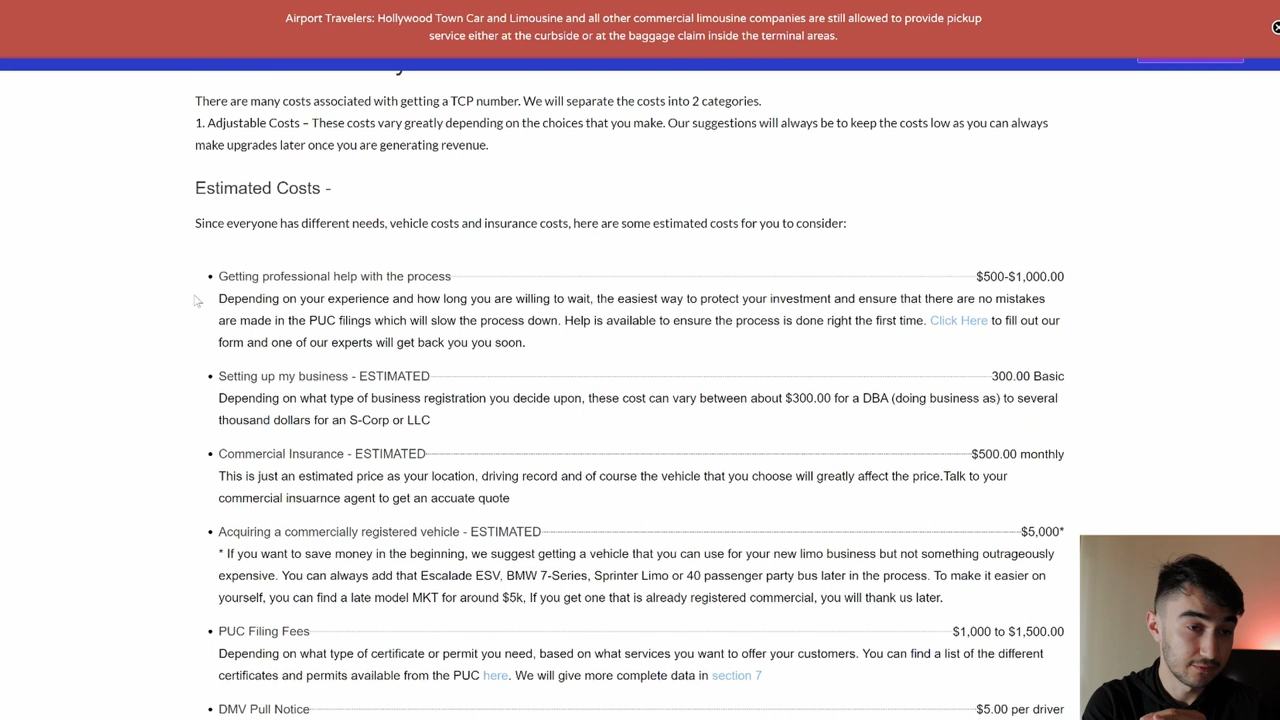 Airport Travelers: Hollywood Town Car and Limousine and all other commercial limousine companies are still allowed to provide pickup
service either at the curbside or at the baggage claim inside the terminal areas.
There are many costs associated with getting a TCP number. We will separate the costs into 2 categories.
1. Adjustable Costs – These costs vary greatly depending on the choices that you make. Our suggestions will always be to keep the costs low as you can always
make upgrades later once you are generating revenue.
Estimated Costs -
Since everyone has different needs, vehicle costs and insurance costs, here are some estimated costs for you to consider:
• Getting professional help with the process $500-$1,000.00
Depending on your experience and how long you are willing to wait, the easiest way to protect your investment and ensure that there are no mistakes
are made in the PUC filings which will slow the process down. Help is available to ensure the process is done right the first time. Click Here to fill out our
form and one of our experts will get back you you soon.
• Setting up my business - ESTIMATED 300.00 Basic
Depending on what type of business registration you decide upon, these cost can vary between about $300.00 for a DBA (doing business as) to several
thousand dollars for an S-Corp or LLC
• Commercial Insurance - ESTIMATED $500.00 monthly
This is just an estimated price as your location, driving record and of course the vehicle that you choose will greatly affect the price.Talk to your
commercial insuarnce agent to get an accuate quote
• Acquiring a commercially registered vehicle - ESTIMATED $5,000*
* If you want to save money in the beginning, we suggest getting a vehicle that you can use for your new limo business but not something outrageously
expensive. You can always add that Escalade ESV, BMW 7-Series, Sprinter Limo or 40 passenger party bus later in the process. To make it easier on
yourself, you can find a late model MKT for around $5k, If you get one that is already registered commercial, you will thank us later.
• PUC Filing Fees $1,000 to $1,500.00
Depending on what type of certificate or permit you need, based on what services you want to offer your customers. You can find a list of the different
certificates and permits available from the PUC here. We will give more complete data in section 7
• DMV Pull Notice $5.00 per driver